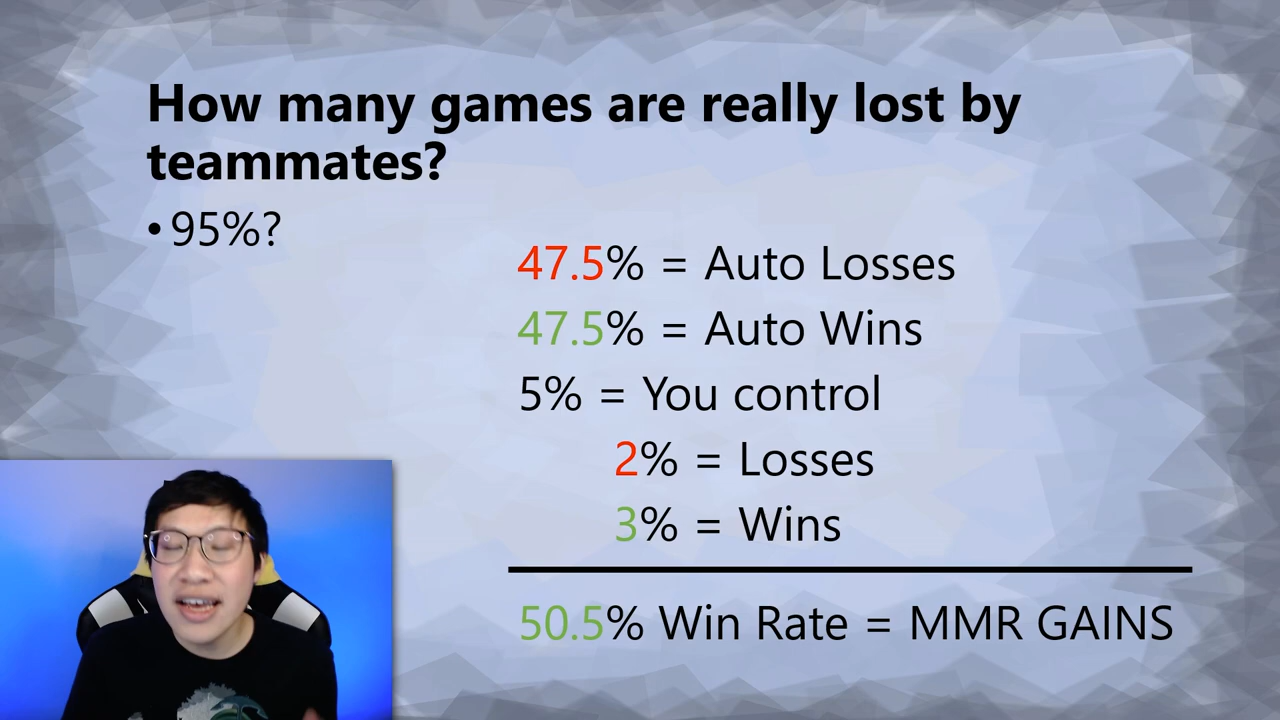 How many games are really lost by
teammates?
• 95%?
47.5% = Auto Losses
47.5% = Auto Wins
5% = You control
2% = Losses
3% = Wins
50.5% Win Rate = MMR GAINS